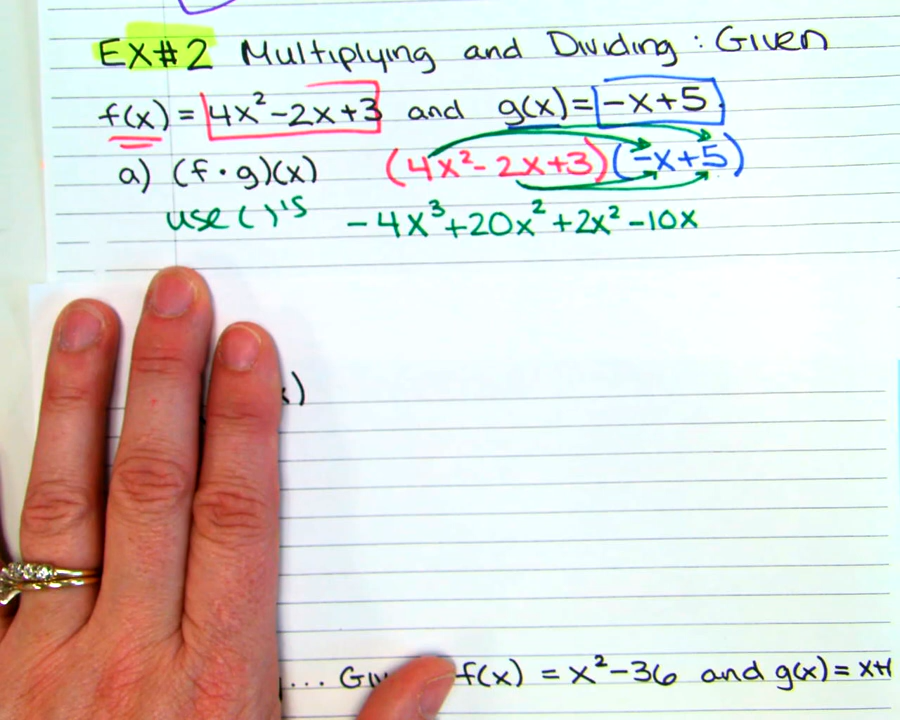 EX#2 Multiplying and Dividing : Given
f(x) = 4x² - 2x + 3 and g(x) = -x + 5.
a) (f · g)(x) (4x² - 2x + 3)(-x + 5)
use ( )'s -4x³ + 20x² + 2x² - 10x
)
... f(x) = x² - 36 and g(x) = x+